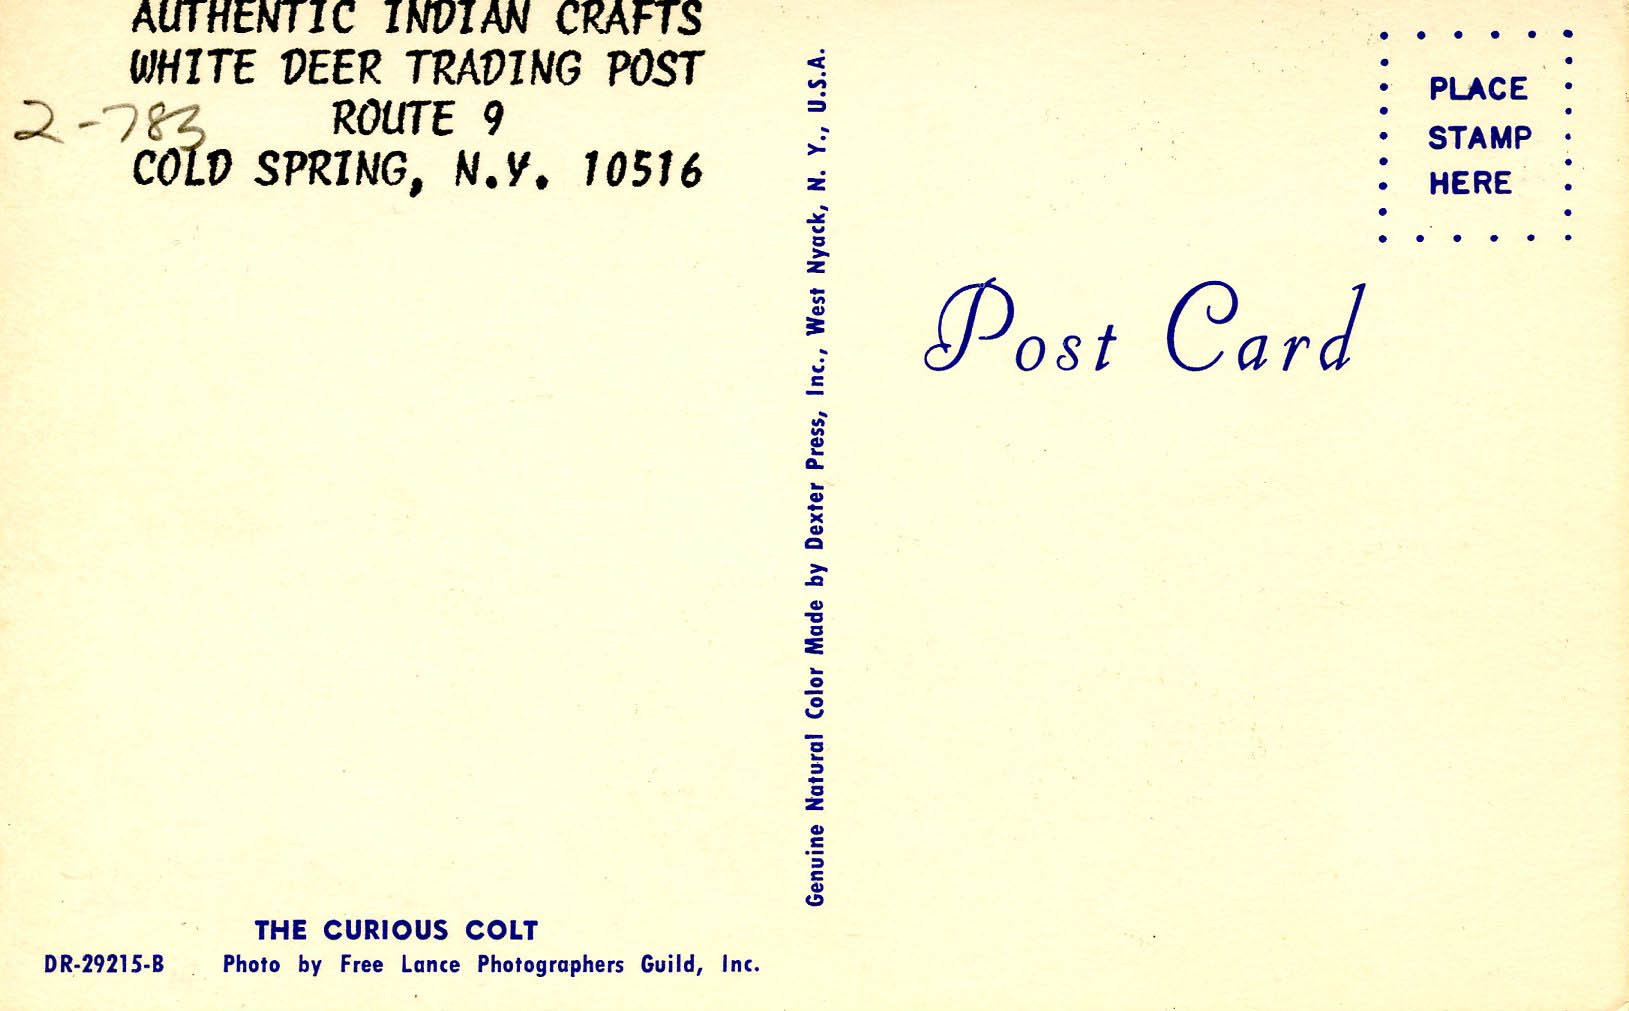 AUTHENTIC INDIAN CRAFTS
WHITE DEER TRADING POST
ROUTE 9
COLD SPRING, N.Y. 10516
2-783
Genuine Natural Color Made by Dexter Press, Inc., West Nyack, N. Y., U.S.A.
PLACE
STAMP
HERE
Post Card
THE CURIOUS COLT
DR-29215-B Photo by Free Lance Photographers Guild, Inc.